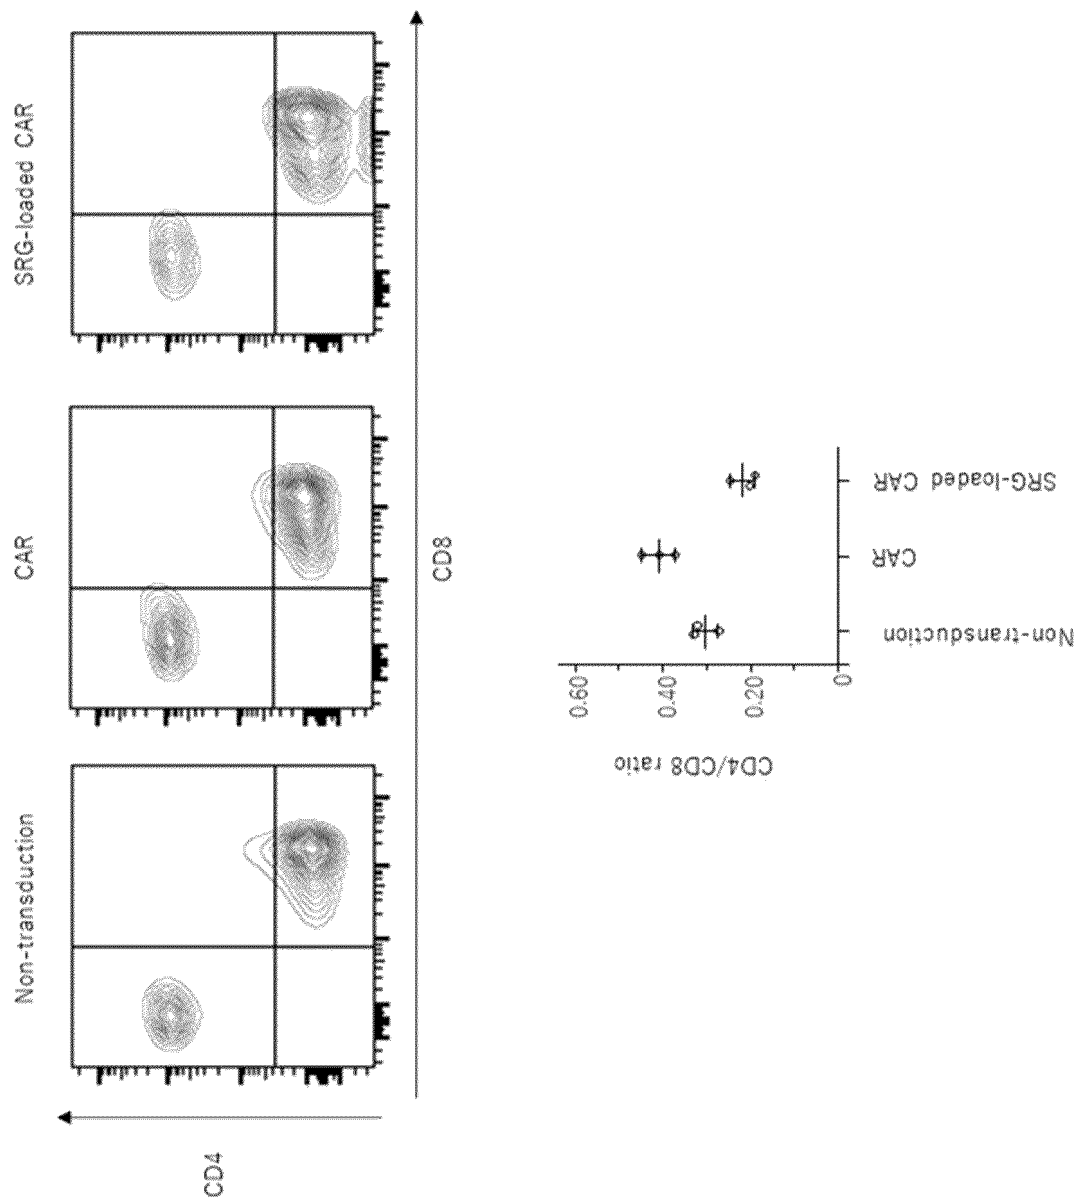 Non-transduction
CAR
SRG-loaded CAR
CD4
CD8
CD4/CD8 ratio
0.60
0.40
0.20
0
Non-transduction
CAR
SRG-loaded CAR